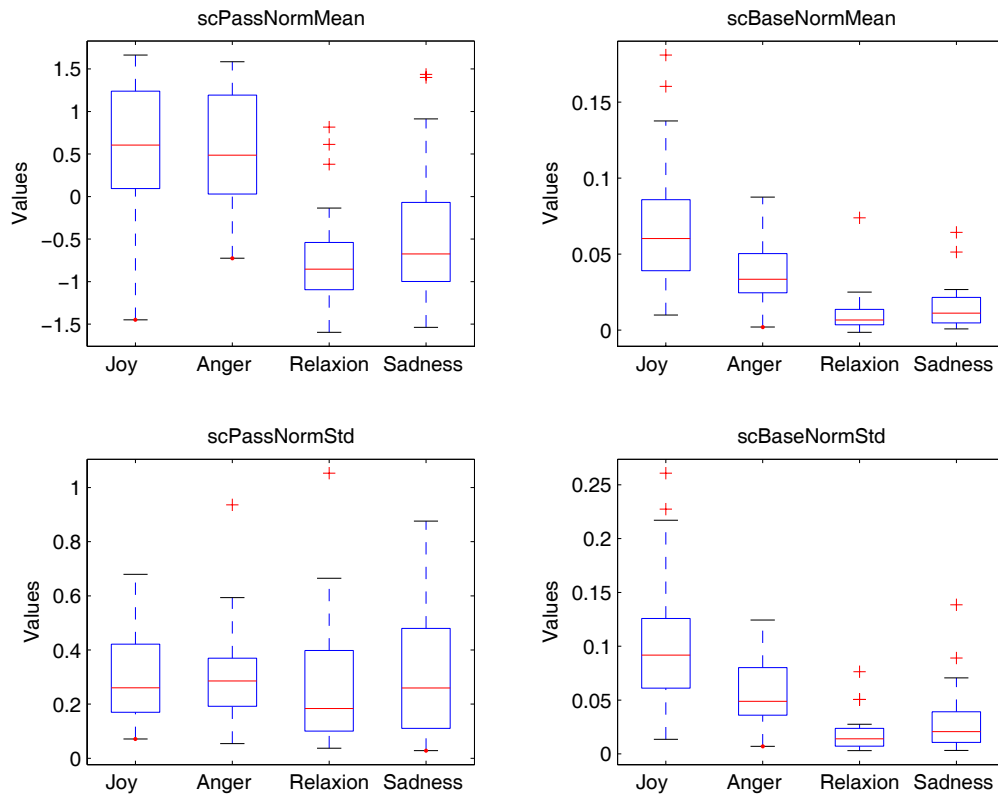 scPassNormMean
Values
1.5
1
0.5
0
−0.5
−1
−1.5
Joy Anger Relaxion Sadness
scBaseNormMean
Values
0.15
0.1
0.05
0
Joy Anger Relaxion Sadness
scPassNormStd
Values
1
0.8
0.6
0.4
0.2
0
Joy Anger Relaxion Sadness
scBaseNormStd
Values
0.25
0.2
0.15
0.1
0.05
0
Joy Anger Relaxion Sadness